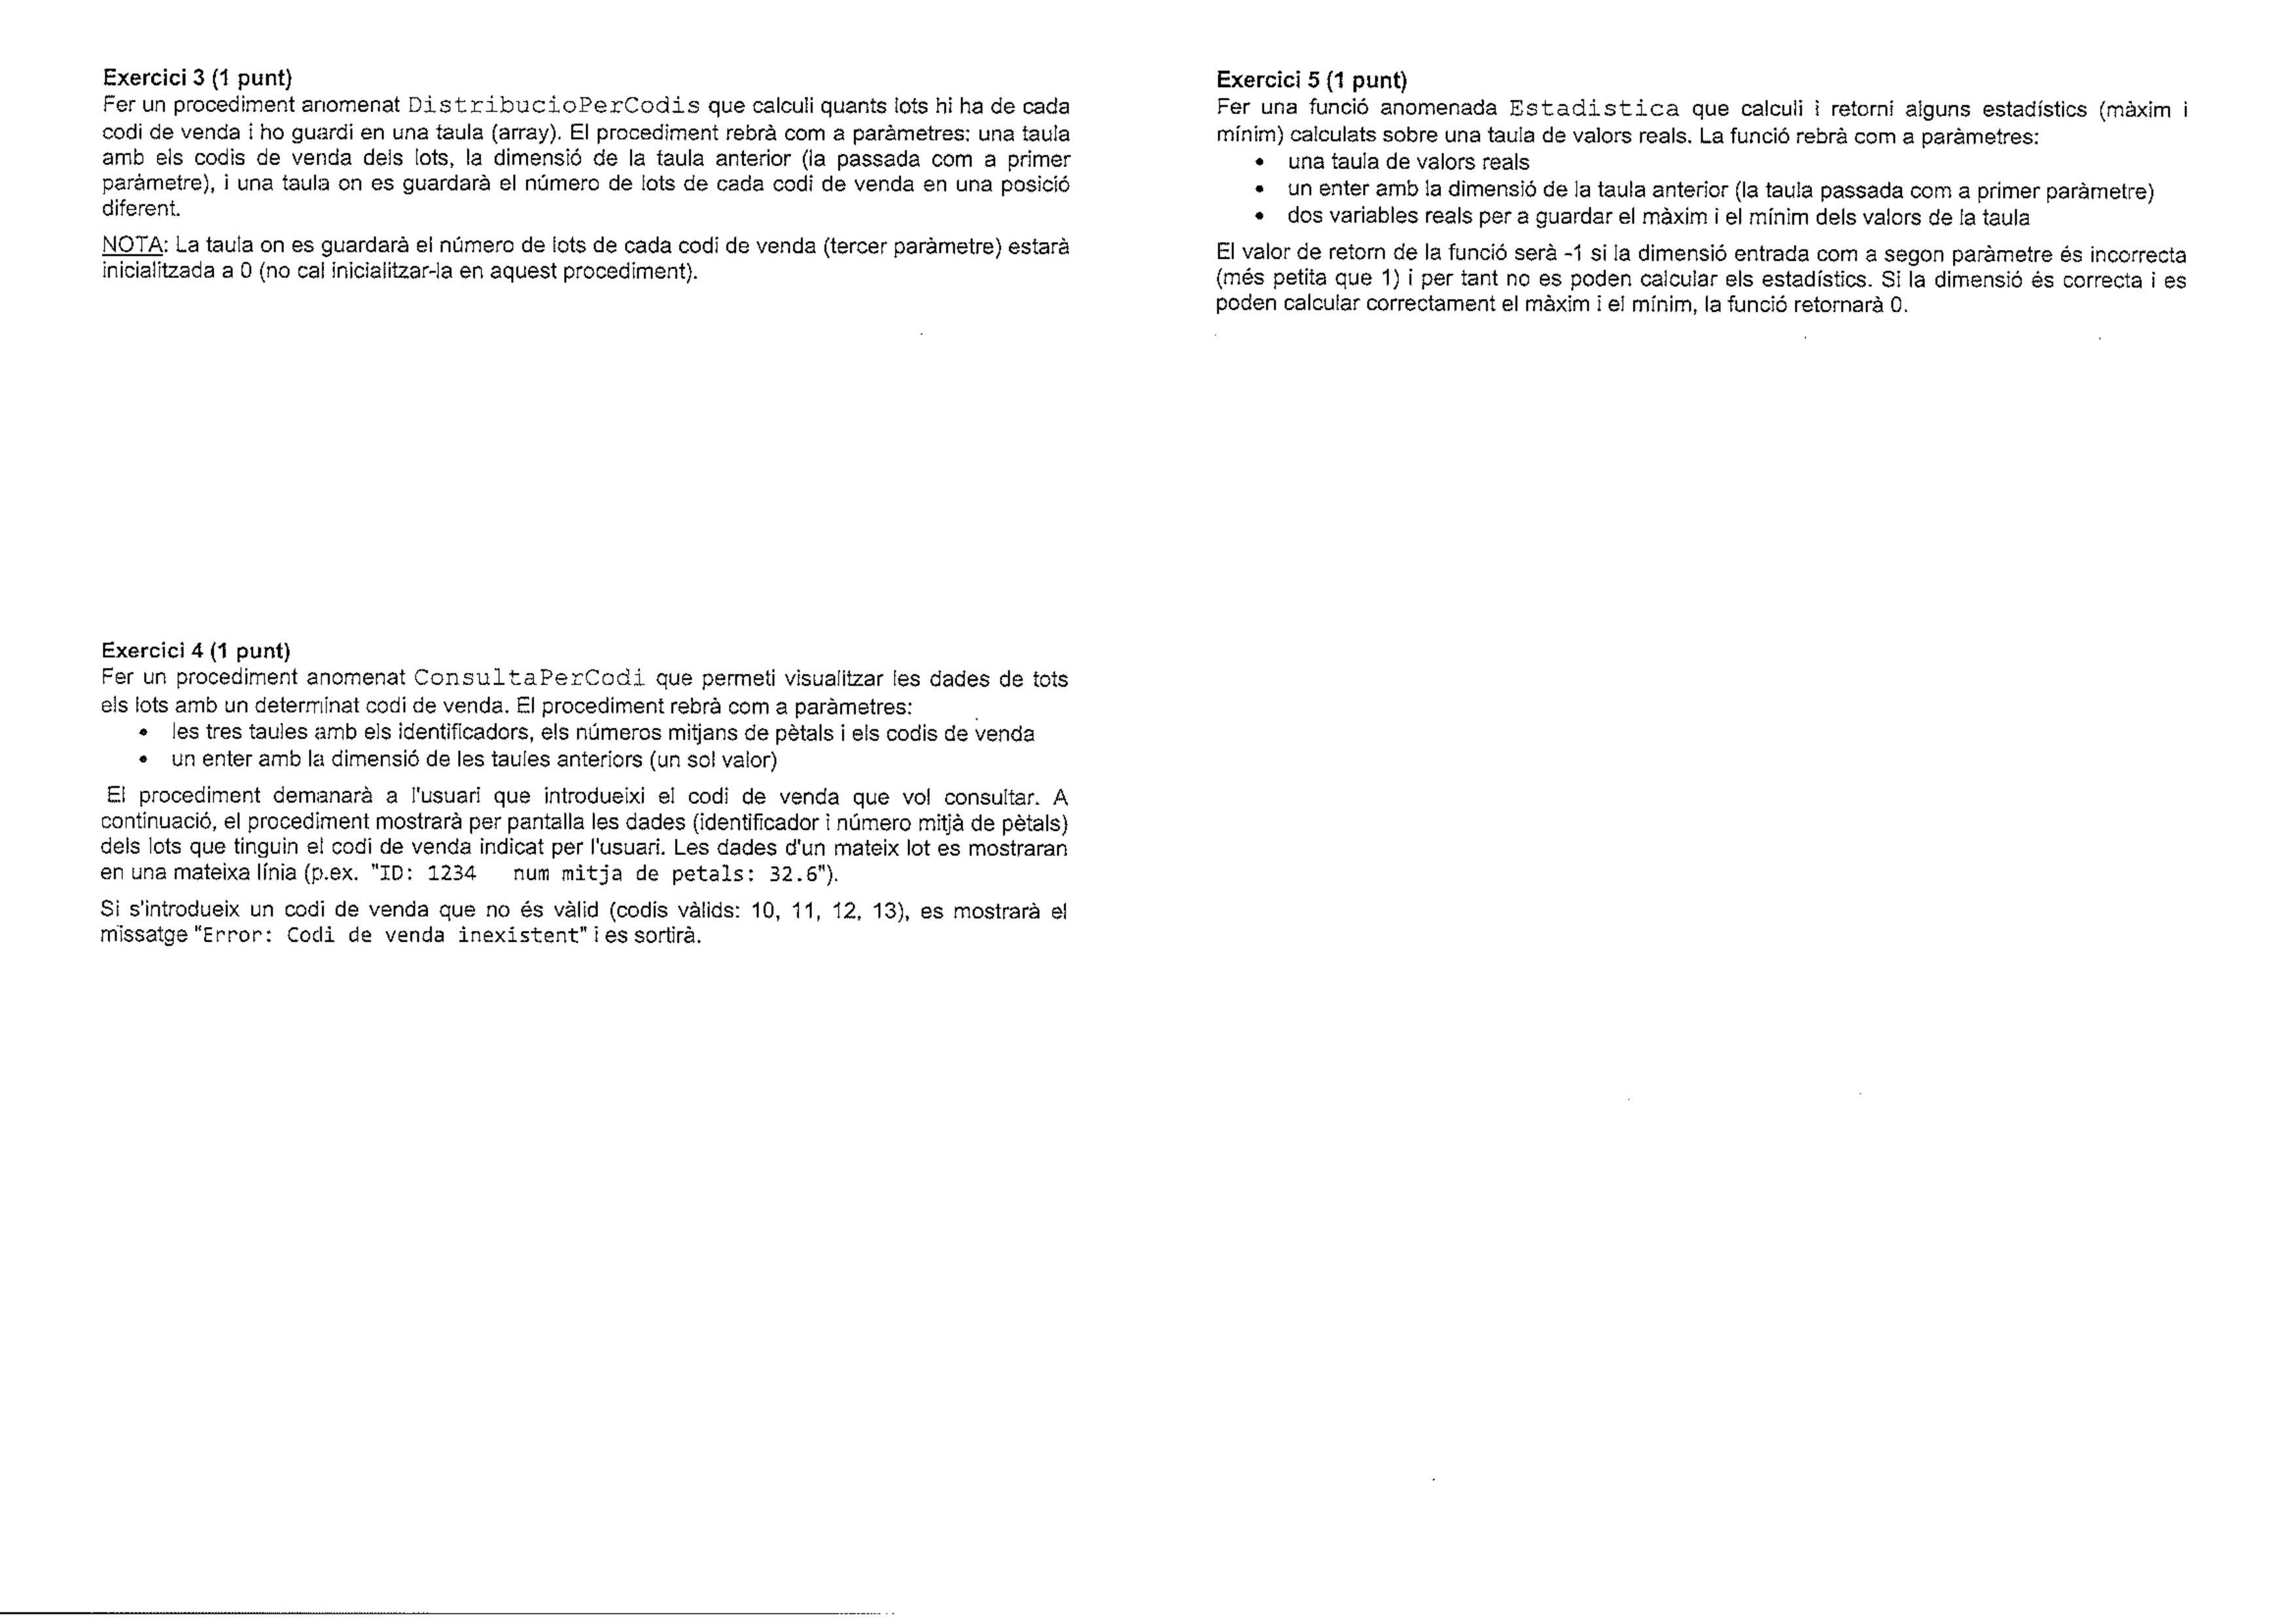 Exercici 3 (1 punt)
Fer un procediment anomenat DistribucioPerCodis que calculi quants lots hi ha de cada
codi de venda i ho guardi en una taula (array). El procediment rebrà com a paràmetres: una taula
amb els codis de venda dels lots, la dimensió de la taula anterior (la passada com a primer
paràmetre), i una taula on es guardarà el número de lots de cada codi de venda en una posició
diferent.
NOTA: La taula on es guardarà el número de lots de cada codi de venda (tercer paràmetre) estarà
inicialitzada a 0 (no cal inicialitzar-la en aquest procediment).
Exercici 4 (1 punt)
Fer un procediment anomenat ConsultaPerCodi que permeti visualitzar les dades de tots
els lots amb un determinat codi de venda. El procediment rebrà com a paràmetres:
• les tres taules amb els identificadors, els números mitjans de pètals i els codis de venda
• un enter amb la dimensió de les taules anteriors (un sol valor)
El procediment demanarà a l'usuari que introdueixi el codi de venda que vol consultar. A
continuació, el procediment mostrarà per pantalla les dades (identificador i número mitjà de pètals)
dels lots que tinguin el codi de venda indicat per l'usuari. Les dades d'un mateix lot es mostraran
en una mateixa línia (p.ex. "ID: 1234   num mitja de petals: 32.6").
Si s'introdueix un codi de venda que no és vàlid (codis vàlids: 10, 11, 12, 13), es mostrarà el
missatge "Error: Codi de venda inexistent" i es sortirà.
Exercici 5 (1 punt)
Fer una funció anomenada Estadistica que calculi i retorni alguns estadístics (màxim i
mínim) calculats sobre una taula de valors reals. La funció rebrà com a paràmetres:
• una taula de valors reals
• un enter amb la dimensió de la taula anterior (la taula passada com a primer paràmetre)
• dos variables reals per a guardar el màxim i el mínim dels valors de la taula
El valor de retorn de la funció serà -1 si la dimensió entrada com a segon paràmetre és incorrecta
(més petita que 1) i per tant no es poden calcular els estadístics. Si la dimensió és correcta i es
poden calcular correctament el màxim i el mínim, la funció retornarà 0.